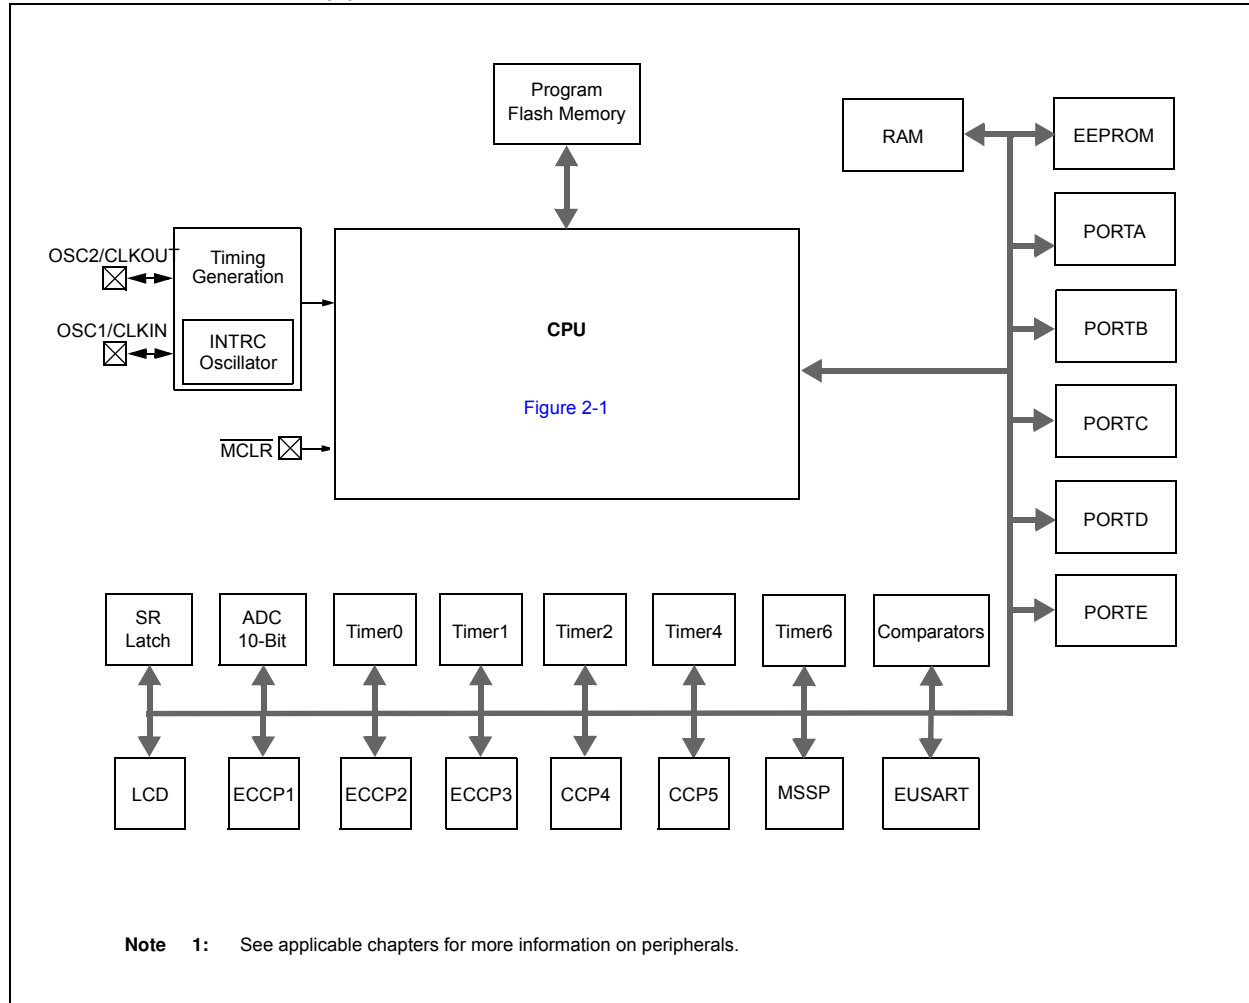 Program
Flash Memory
RAM
EEPROM
PORTA
OSC2/CLKOUT
Timing
Generation
OSC1/CLKIN
INTRC
Oscillator
CPU
Figure 2-1
PORTB
PORTC
MCLR
PORTD
PORTE
SR
Latch
ADC
10-Bit
Timer0
Timer1
Timer2
Timer4
Timer6
Comparators
LCD
ECCP1
ECCP2
ECCP3
CCP4
CCP5
MSSP
EUSART
Note 1: See applicable chapters for more information on peripherals.